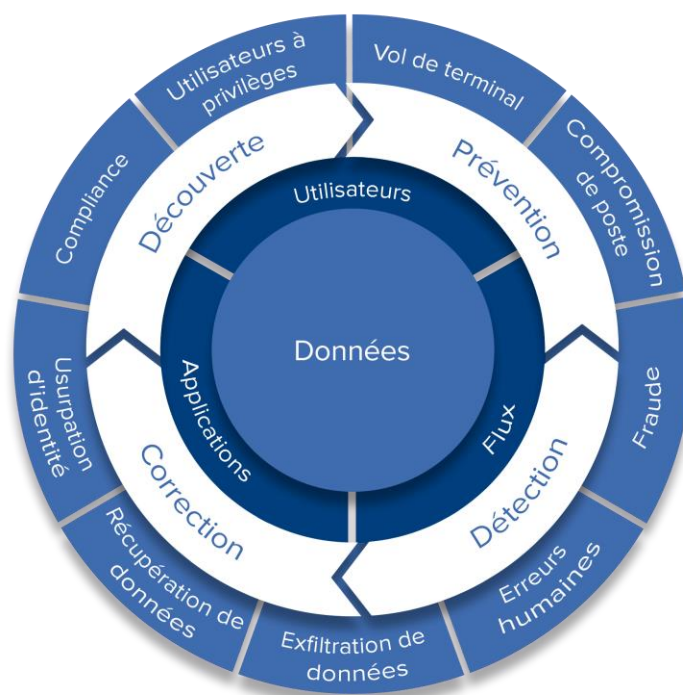 Utilisateurs à
privilèges
Vol de terminal
Compromission
de poste
Fraude
Erreurs
humaines
Exfiltration de
données
Récupération de
données
Usurpation
d'identité
Compliance
Découverte
Prévention
Détection
Correction
Utilisateurs
Flux
Applications
Données